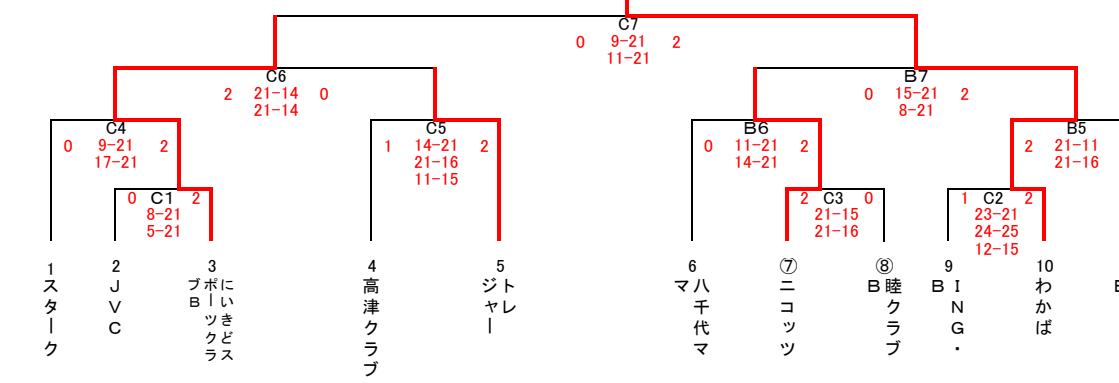 C7
0 9-21 2
11-21
C6
2 21-14 0
21-14
B7
0 15-21 2
8-21
C4
0 9-21 2
17-21
C5
1 14-21 2
21-16
11-15
B6
0 11-21 2
14-21
B5
2 21-11
21-16
0 C1 2
8-21
5-21
2 C3 0
21-15
21-16
1 C2 2
23-21
24-25
12-15
1
スターク
2
JVC
3
にいきどス
ポーツクラ
ブB
4
高津クラブ
5
トレ
ジャー
6
八千代マ
マ
⑦
ニコッツ
⑧
睦クラブ
B
9
ING・
B
10
わかば